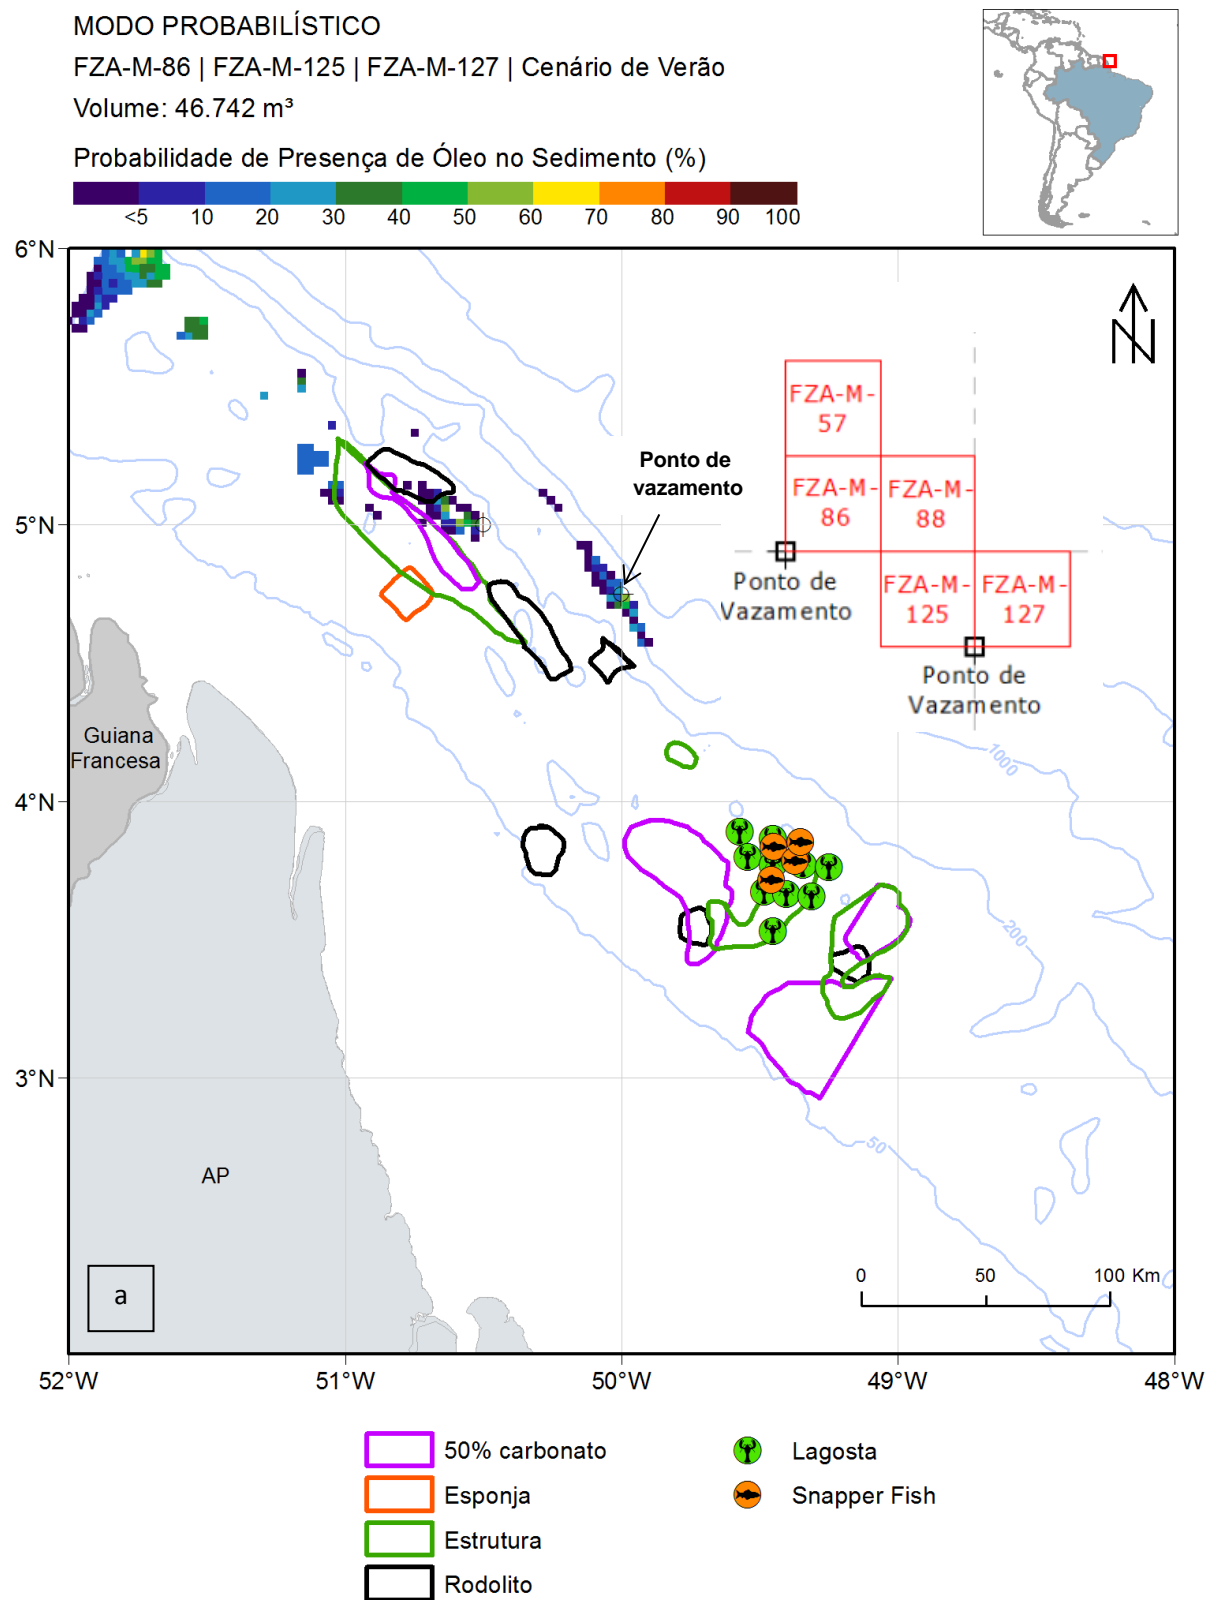 MODO PROBABILÍSTICO
FZA-M-86 | FZA-M-125 | FZA-M-127 | Cenário de Verão
Volume: 46.742 m³
Probabilidade de Presença de Óleo no Sedimento (%)
<5 10 20 30 40 50 60 70 80 90 100
6°N
N
FZA-M-
57
Ponto de
vazamento
FZA-M-
86
FZA-M-
88
5°N
Ponto de
Vazamento
FZA-M-
125
FZA-M-
127
Ponto de
Vazamento
Guiana
Francesa
1000
4°N
200
3°N
50
AP
0 50 100 Km
a
52°W 51°W 50°W 49°W 48°W
50% carbonato
Lagosta
Esponja
Snapper Fish
Estrutura
Rodolito